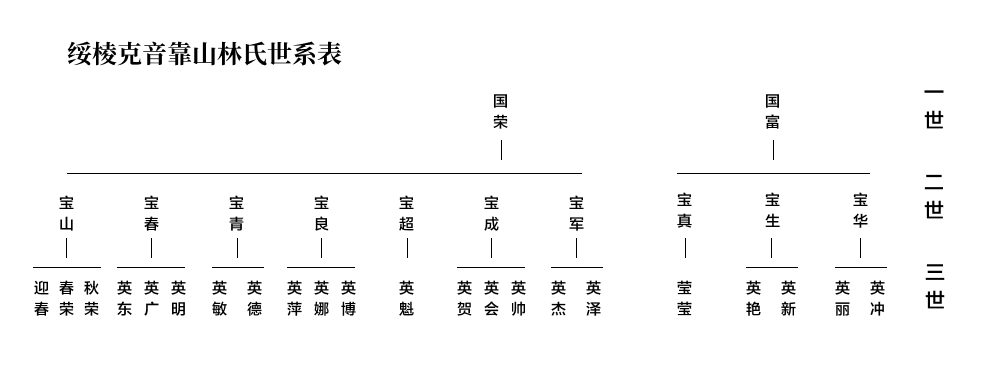 绥棱克音靠山林氏世系表
国荣
国富
一世
宝山
宝春
宝青
宝良
宝超
宝成
宝军
宝真
宝生
宝华
二世
迎春
春荣
秋荣
英东
英广
英明
英敏
英德
英萍
英娜
英博
英魁
英贺
英会
英帅
英杰
英泽
莹莹
英艳
英新
英丽
英冲
三世